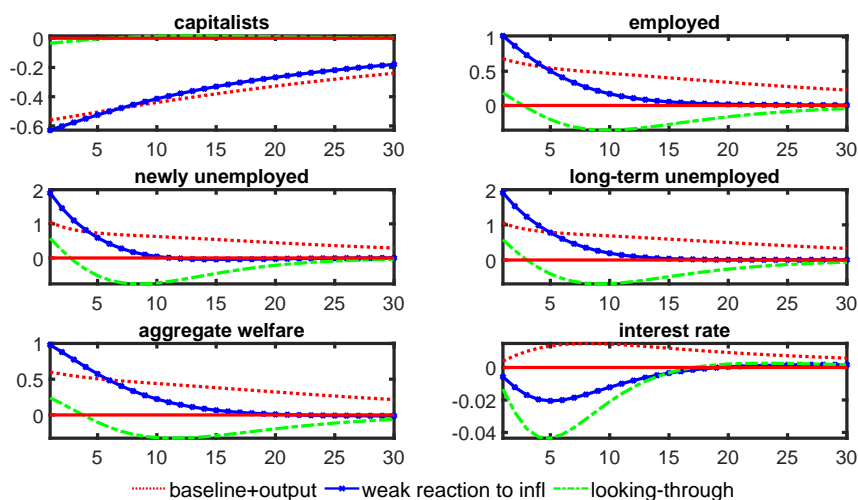 capitalists
employed
0
-0.2
-0.4
-0.6
1
0.5
0
5 10 15 20 25 30
5 10 15 20 25 30
newly unemployed
long-term unemployed
2
1
0
2
1
0
5 10 15 20 25 30
5 10 15 20 25 30
aggregate welfare
interest rate
1
0.5
0
0
-0.02
-0.04
5 10 15 20 25 30
5 10 15 20 25 30
baseline+output weak reaction to infl looking-through